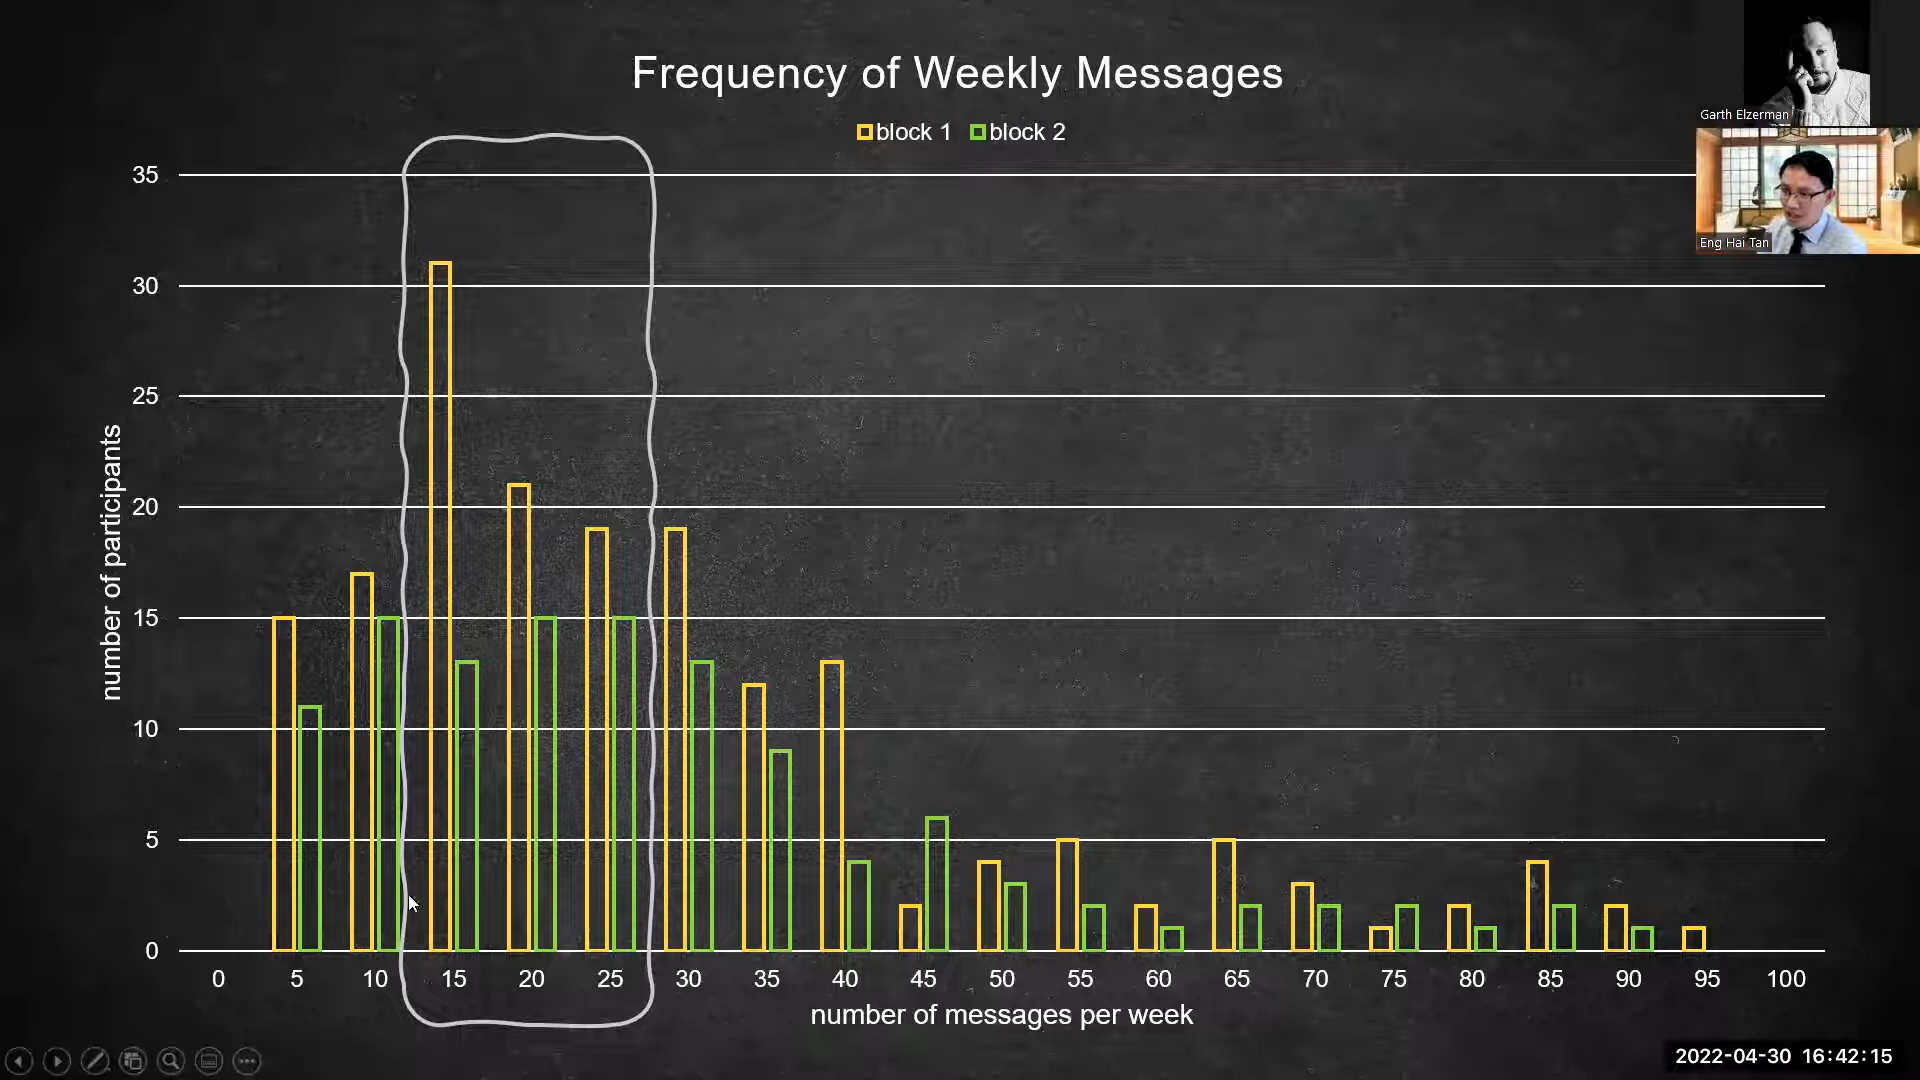 Frequency of Weekly Messages
block 1 block 2
35
30
25
20
15
10
5
0
number of participants
0 5 10 15 20 25 30 35 40 45 50 55 60 65 70 75 80 85 90 95 100
number of messages per week
Garth Elzerman
Eng Hai Tan
2022-04-30 16:42:15